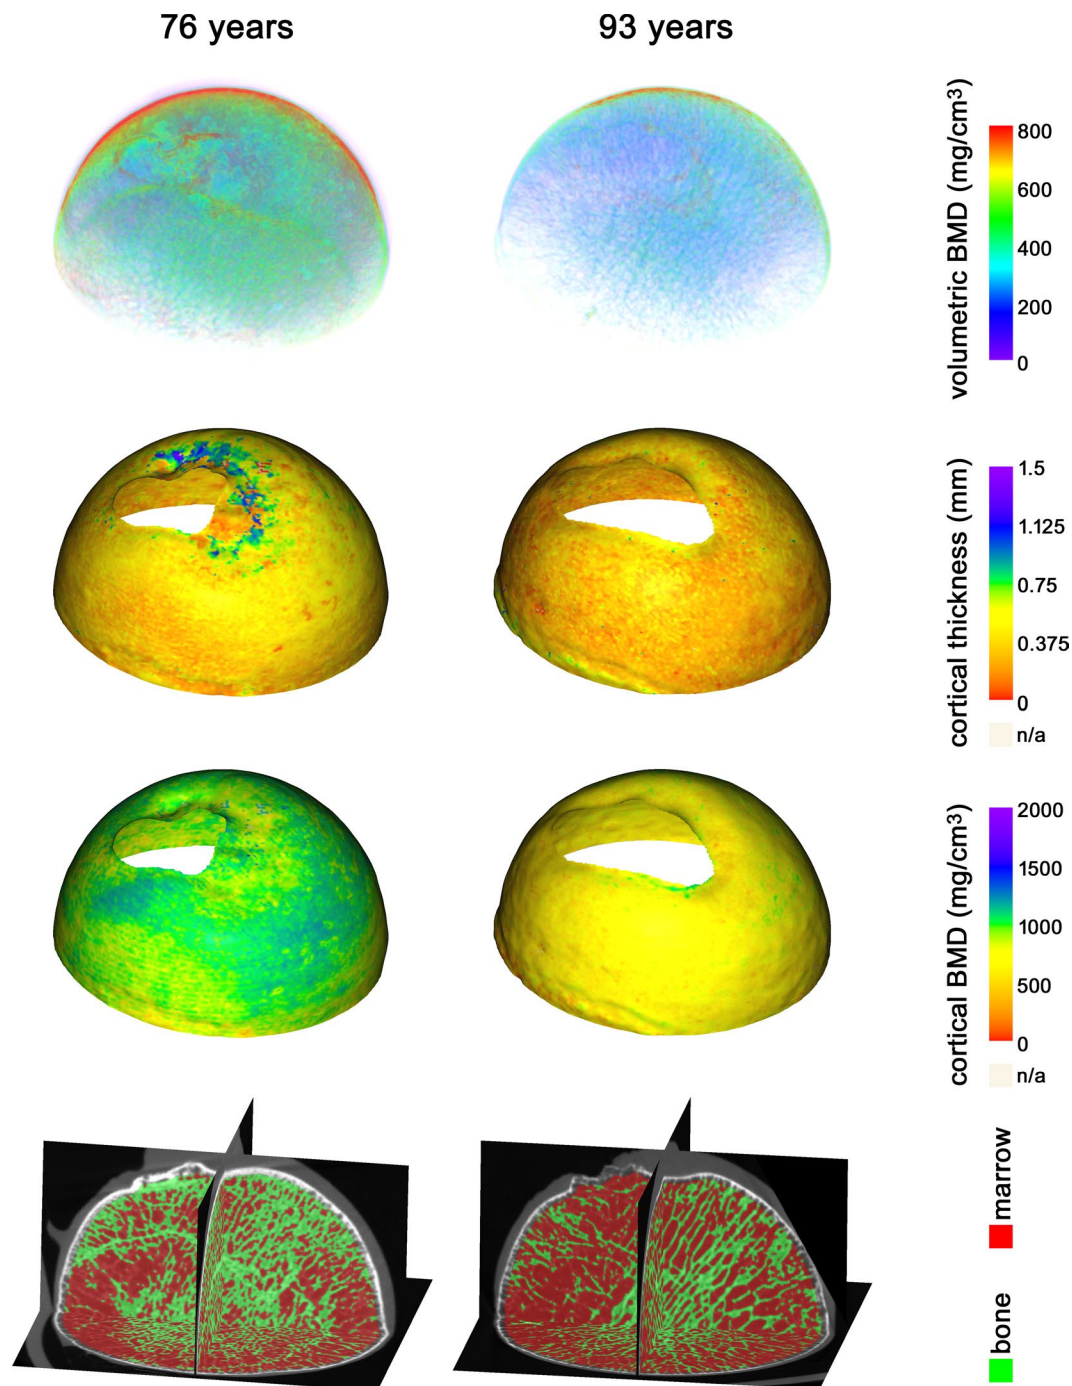 76 years
93 years
volumetric BMD (mg/cm³)
800
600
400
200
0
cortical thickness (mm)
1.5
1.125
0.75
0.375
0
n/a
cortical BMD (mg/cm³)
2000
1500
1000
500
0
n/a
marrow
bone